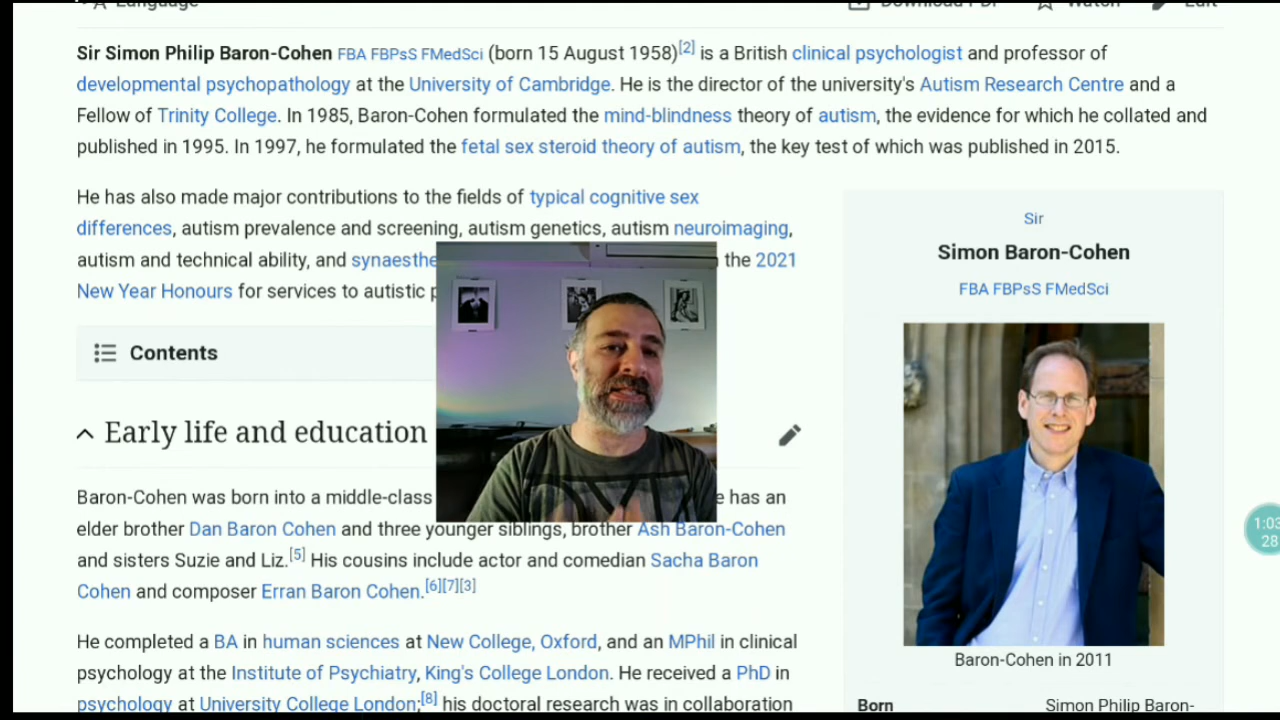 Language
Download PDF
Watch
Edit
Sir Simon Philip Baron-Cohen FBA FBPsS FMedSci (born 15 August 1958)[2] is a British clinical psychologist and professor of
developmental psychopathology at the University of Cambridge. He is the director of the university's Autism Research Centre and a
Fellow of Trinity College. In 1985, Baron-Cohen formulated the mind-blindness theory of autism, the evidence for which he collated and
published in 1995. In 1997, he formulated the fetal sex steroid theory of autism, the key test of which was published in 2015.
He has also made major contributions to the fields of typical cognitive sex
differences, autism prevalence and screening, autism genetics, autism neuroimaging,
autism and technical ability, and synaesthe the 2021
New Year Honours for services to autistic p
Contents
Early life and education
Baron-Cohen was born into a middle-class e has an
elder brother Dan Baron Cohen and three younger siblings, brother Ash Baron-Cohen
and sisters Suzie and Liz.[5] His cousins include actor and comedian Sacha Baron
Cohen and composer Erran Baron Cohen.[6][7][3]
He completed a BA in human sciences at New College, Oxford, and an MPhil in clinical
psychology at the Institute of Psychiatry, King's College London. He received a PhD in
psychology at University College London;[8] his doctoral research was in collaboration
Sir
Simon Baron-Cohen
FBA FBPsS FMedSci
Baron-Cohen in 2011
Born Simon Philip Baron-
1:03
28